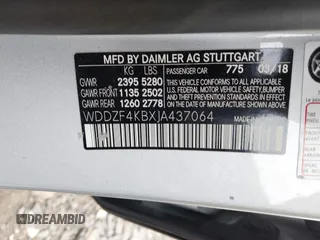 MFD BY DAIMLER AG STUTTGART
KG LBS
PASSENGER CAR 775 03/18
GVWR 2395 5280
GAWR FRONT 1135 2502
GAWR REAR 1260 2778
THIS VEHICLE CONFORMS TO ALL APPLICABLE
U.S. FEDERAL MOTOR VEHICLE SAFETY, BUMPER,
AND THEFT PREVENTION STANDARDS IN EFFECT
ON THE DATE OF MANUFACTURE SHOWN ABOVE.
WDDZF4KBXJA437064
MADE IN
DREAMBID